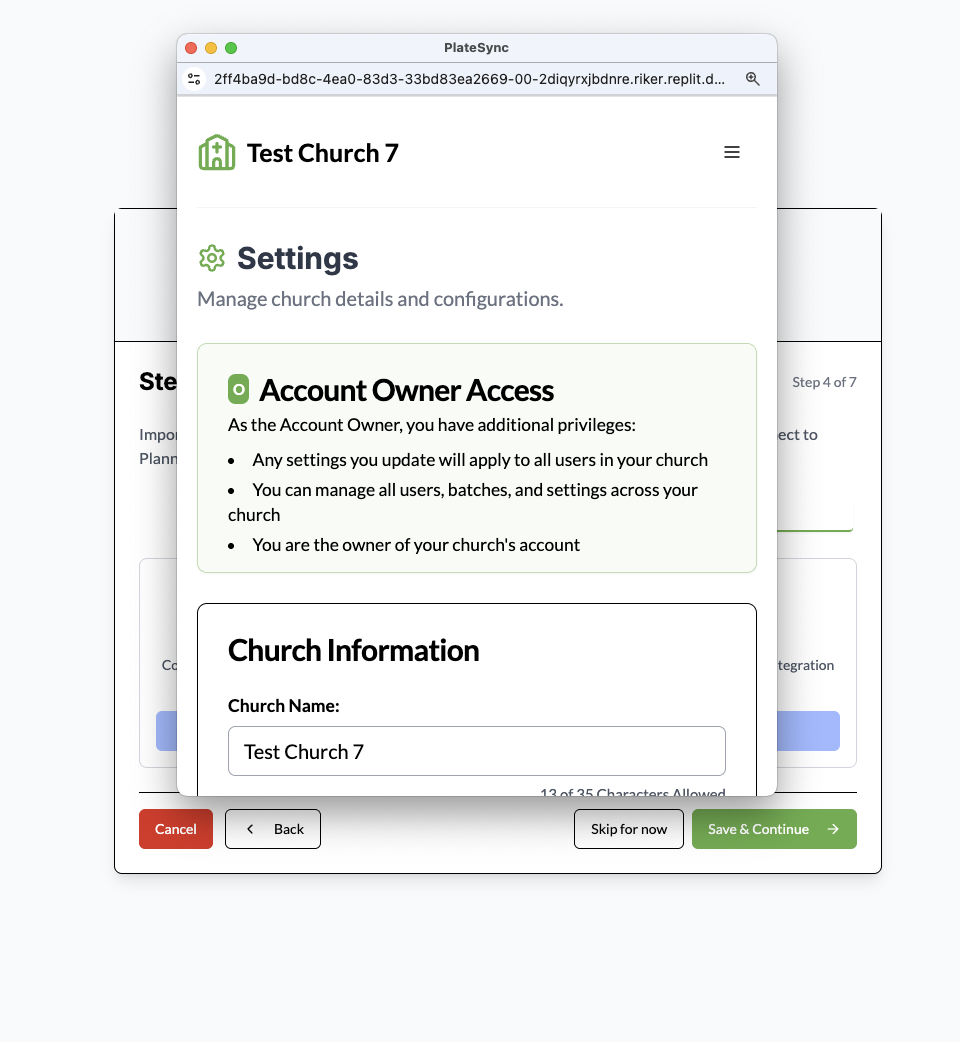 PlateSync
2ff4ba9d-bd8c-4ea0-83d3-33bd83ea2669-00-2diqyrxjbdnre.riker.replit.d...
Test Church 7
Settings
Manage church details and configurations.
O Account Owner Access
As the Account Owner, you have additional privileges:
• Any settings you update will apply to all users in your church
• You can manage all users, batches, and settings across your
church
• You are the owner of your church's account
Church Information
Church Name:
Test Church 7
13 of 35 Characters Allowed
Step 4 of 7
ect to
tegration
Cancel
Back
Skip for now
Save & Continue